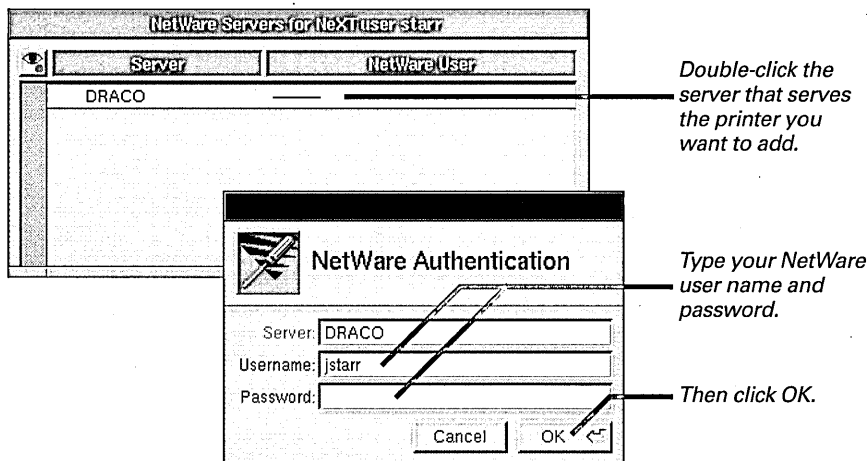 NetWare Servers for NeXT user starr
Server
NetWare User
DRACO
Double-click the
server that serves
the printer you
want to add.
NetWare Authentication
Type your NetWare
user name and
password.
Server: DRACO
Username: jstarr
Password:
Then click OK.
Cancel
OK